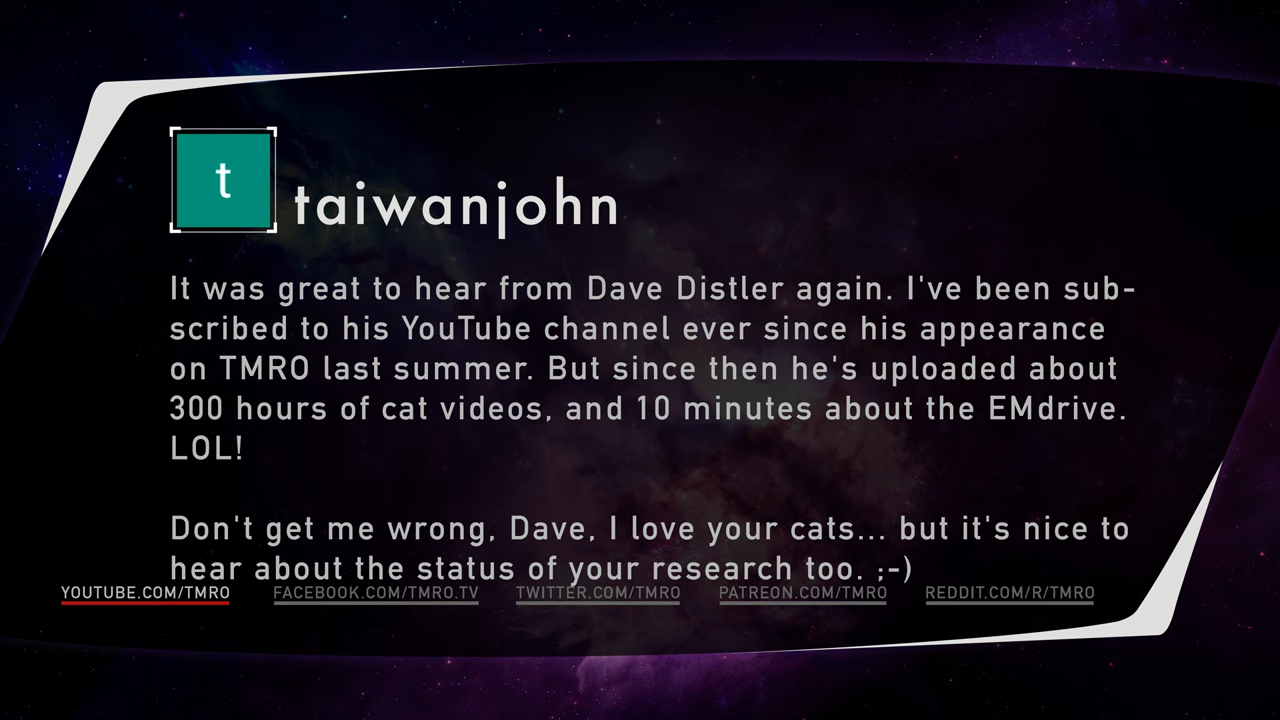 t
taiwanjohn
It was great to hear from Dave Distler again. I've been sub-
scribed to his YouTube channel ever since his appearance
on TMRO last summer. But since then he's uploaded about
300 hours of cat videos, and 10 minutes about the EMdrive.
LOL!
Don't get me wrong, Dave, I love your cats... but it's nice to
hear about the status of your research too. ;-)
YOUTUBE.COM/TMRO FACEBOOK.COM/TMRO.TV TWITTER.COM/TMRO PATREON.COM/TMRO REDDIT.COM/R/TMRO